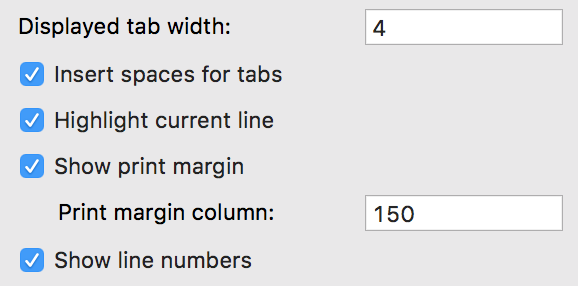 Displayed tab width: 4
Insert spaces for tabs
Highlight current line
Show print margin
Print margin column: 150
Show line numbers